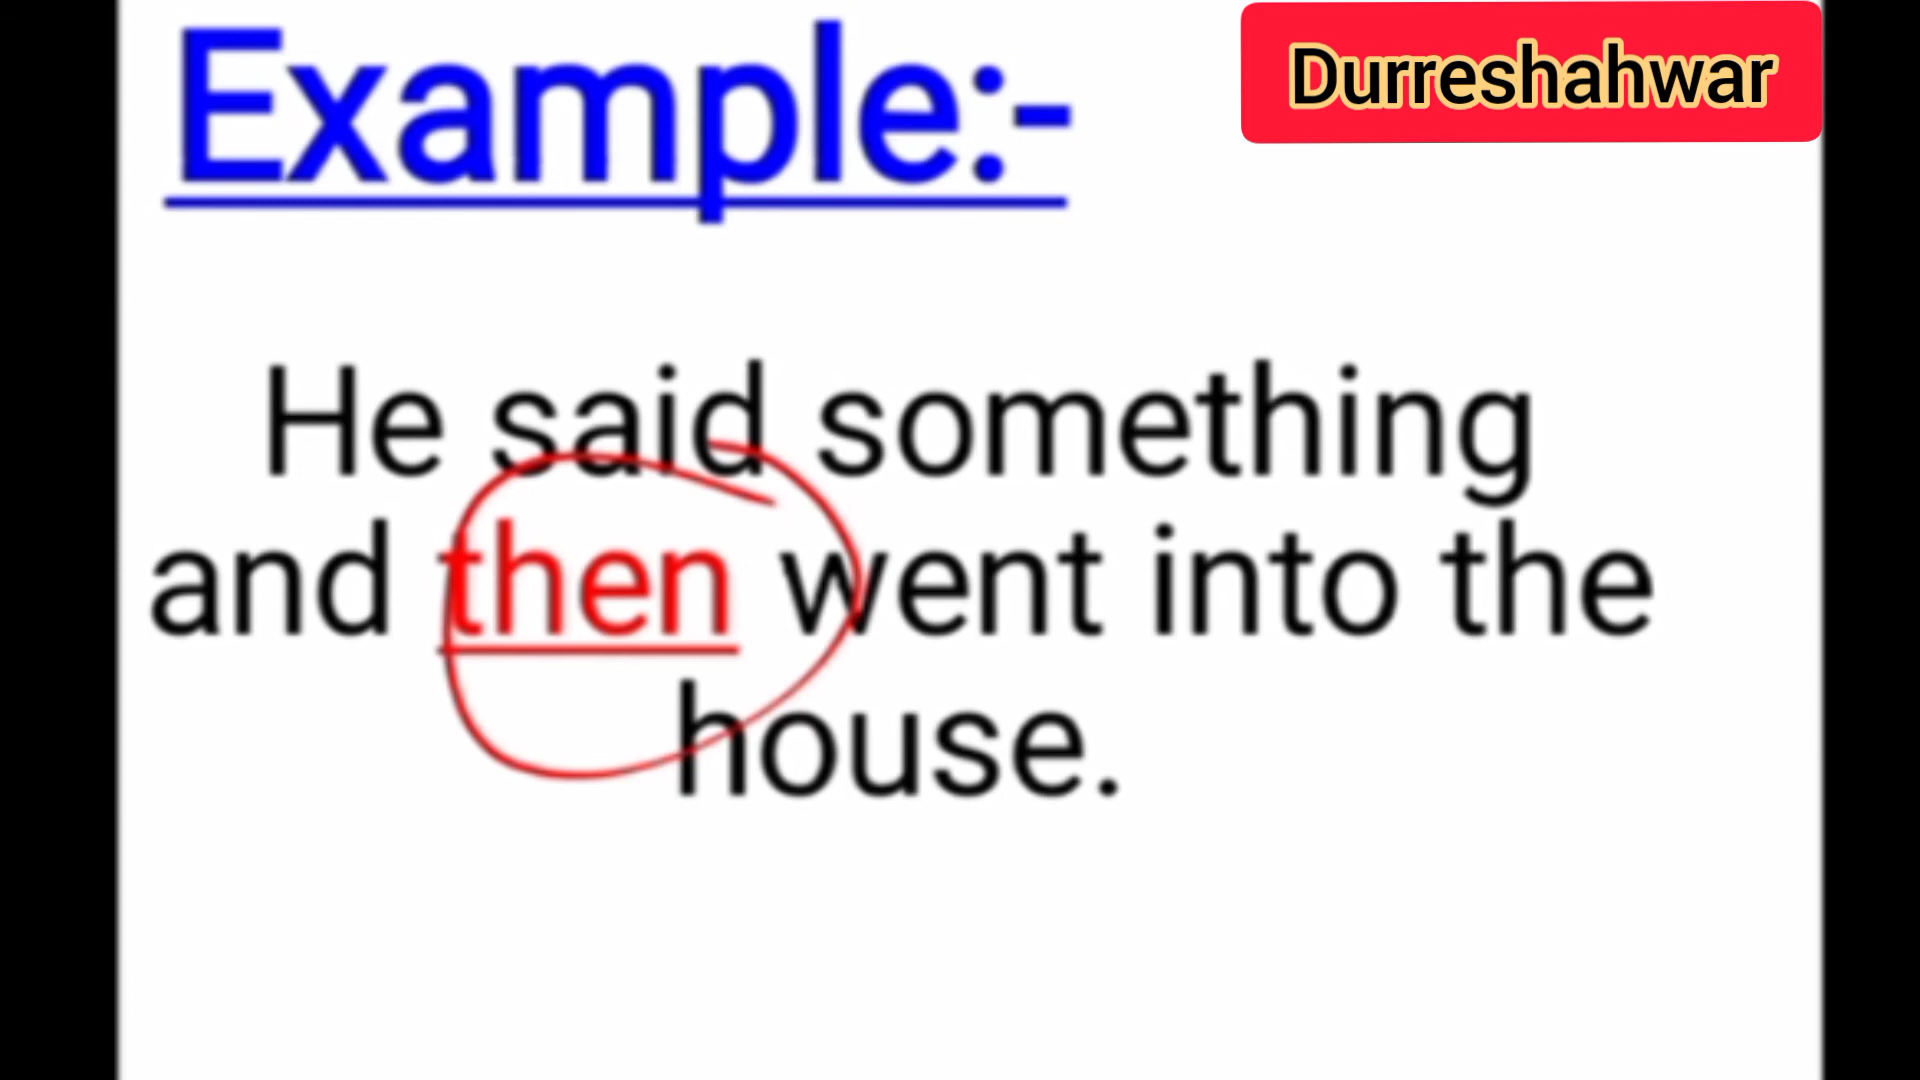 Example:-
Durreshahwar
He said something
and then went into the
house.